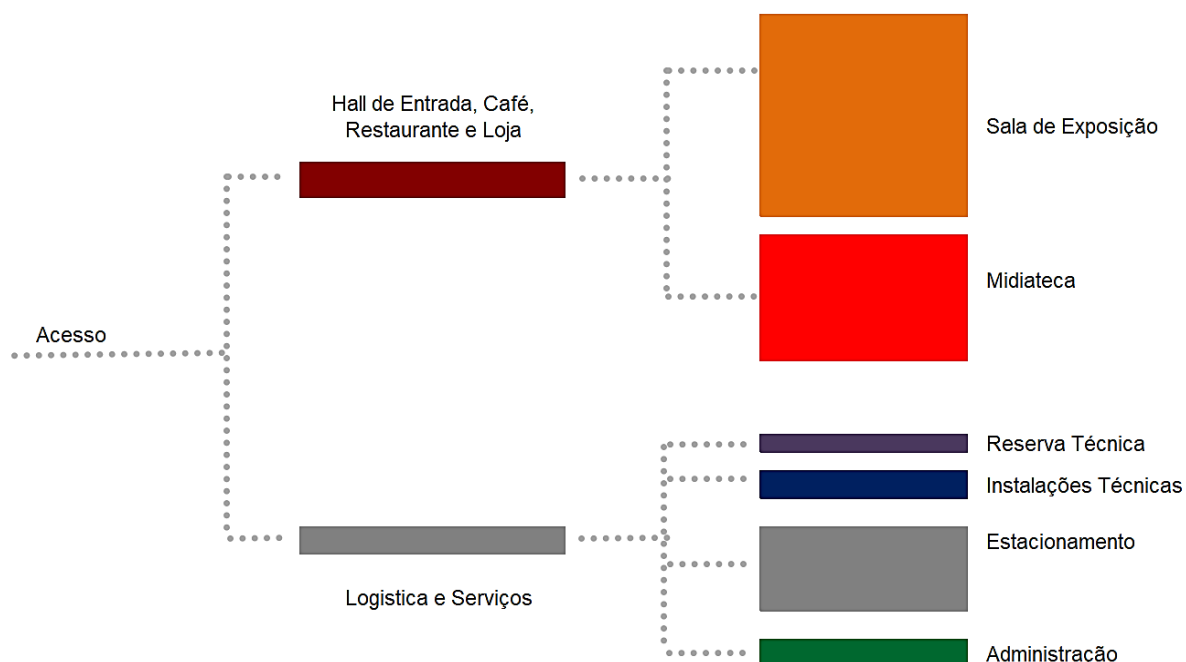 Hall de Entrada, Café,
Restaurante e Loja
Sala de Exposição
Midiateca
Acesso
Reserva Técnica
Instalações Técnicas
Estacionamento
Logistica e Serviços
Administração